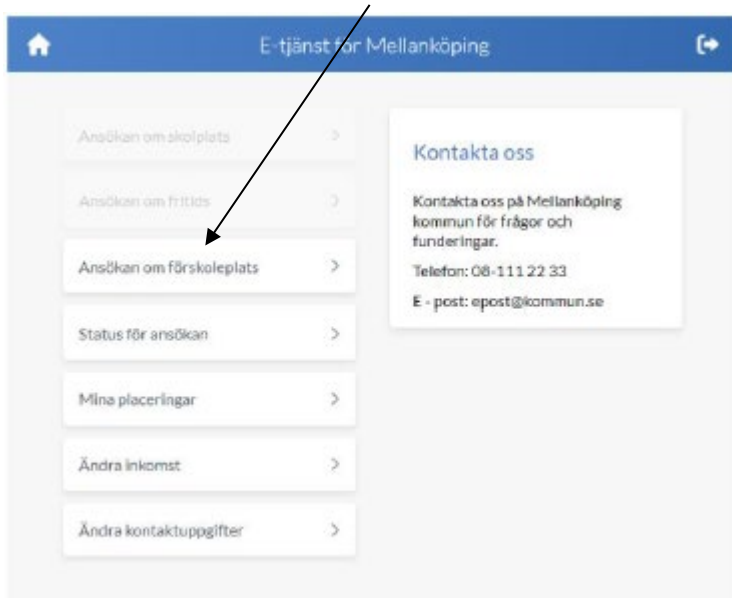 E-tjänst för Mellanköping
Ansökan om skolplats
Ansökan om fritids
Ansökan om förskoleplats
Status för ansökan
Mina placeringar
Ändra inkomst
Ändra kontaktuppgifter
Kontakta oss
Kontakta oss på Mellanköping
kommun för frågor och
funderingar.
Telefon: 08-111 22 33
E - post: epost@kommun.se